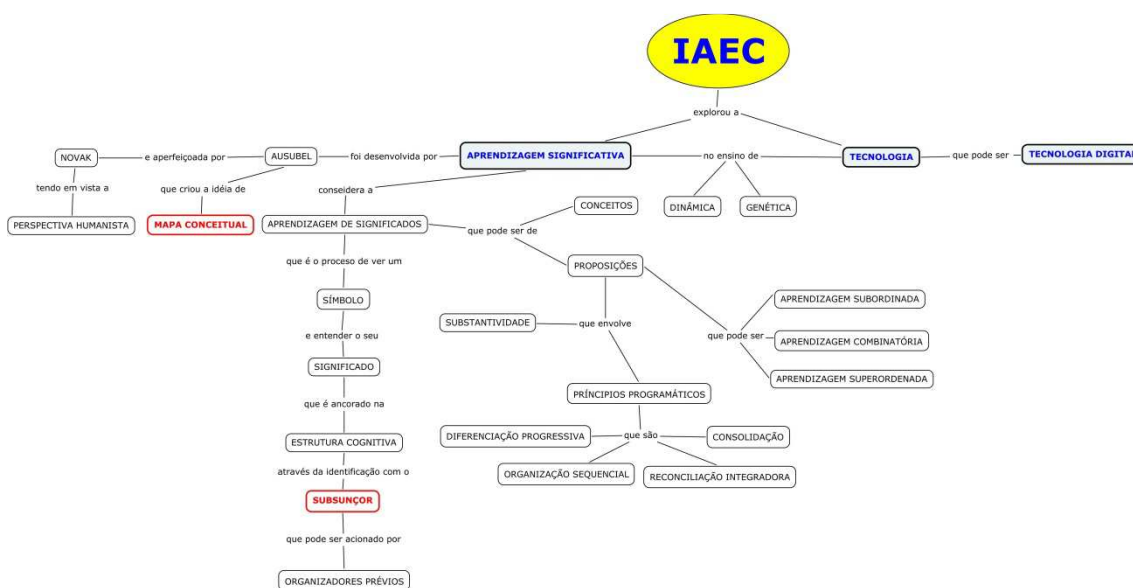 IAEC
explorou a
NOVAK
e aperfeiçoada por
AUSUBEL
foi desenvolvida por
APRENDIZAGEM SIGNIFICATIVA
no ensino de
TECNOLOGIA
que pode ser
TECNOLOGIA DIGITAL
tendo em vista a
que criou a idéia de
conseidera a
DINÂMICA
GENÉTICA
PERSPECTIVA HUMANISTA
MAPA CONCEITUAL
APRENDIZAGEM DE SIGNIFICADOS
que pode ser de
CONCEITOS
PROPOSIÇÕES
que é o proceso de ver um
SÍMBOLO
e entender o seu
SIGNIFICADO
que é ancorado na
ESTRUTURA COGNITIVA
através da identificação com o
SUBSUNÇOR
que pode ser acionado por
ORGANIZADORES PRÉVIOS
SUBSTANTIVIDADE
que envolve
que pode ser
APRENDIZAGEM SUBORDINADA
APRENDIZAGEM COMBINATÓRIA
APRENDIZAGEM SUPERORDENADA
PRÍNCIPIOS PROGRAMÁTICOS
DIFERENCIAÇÃO PROGRESSIVA
que são
CONSOLIDAÇÃO
ORGANIZAÇÃO SEQUENCIAL
RECONCILIAÇÃO INTEGRADORA